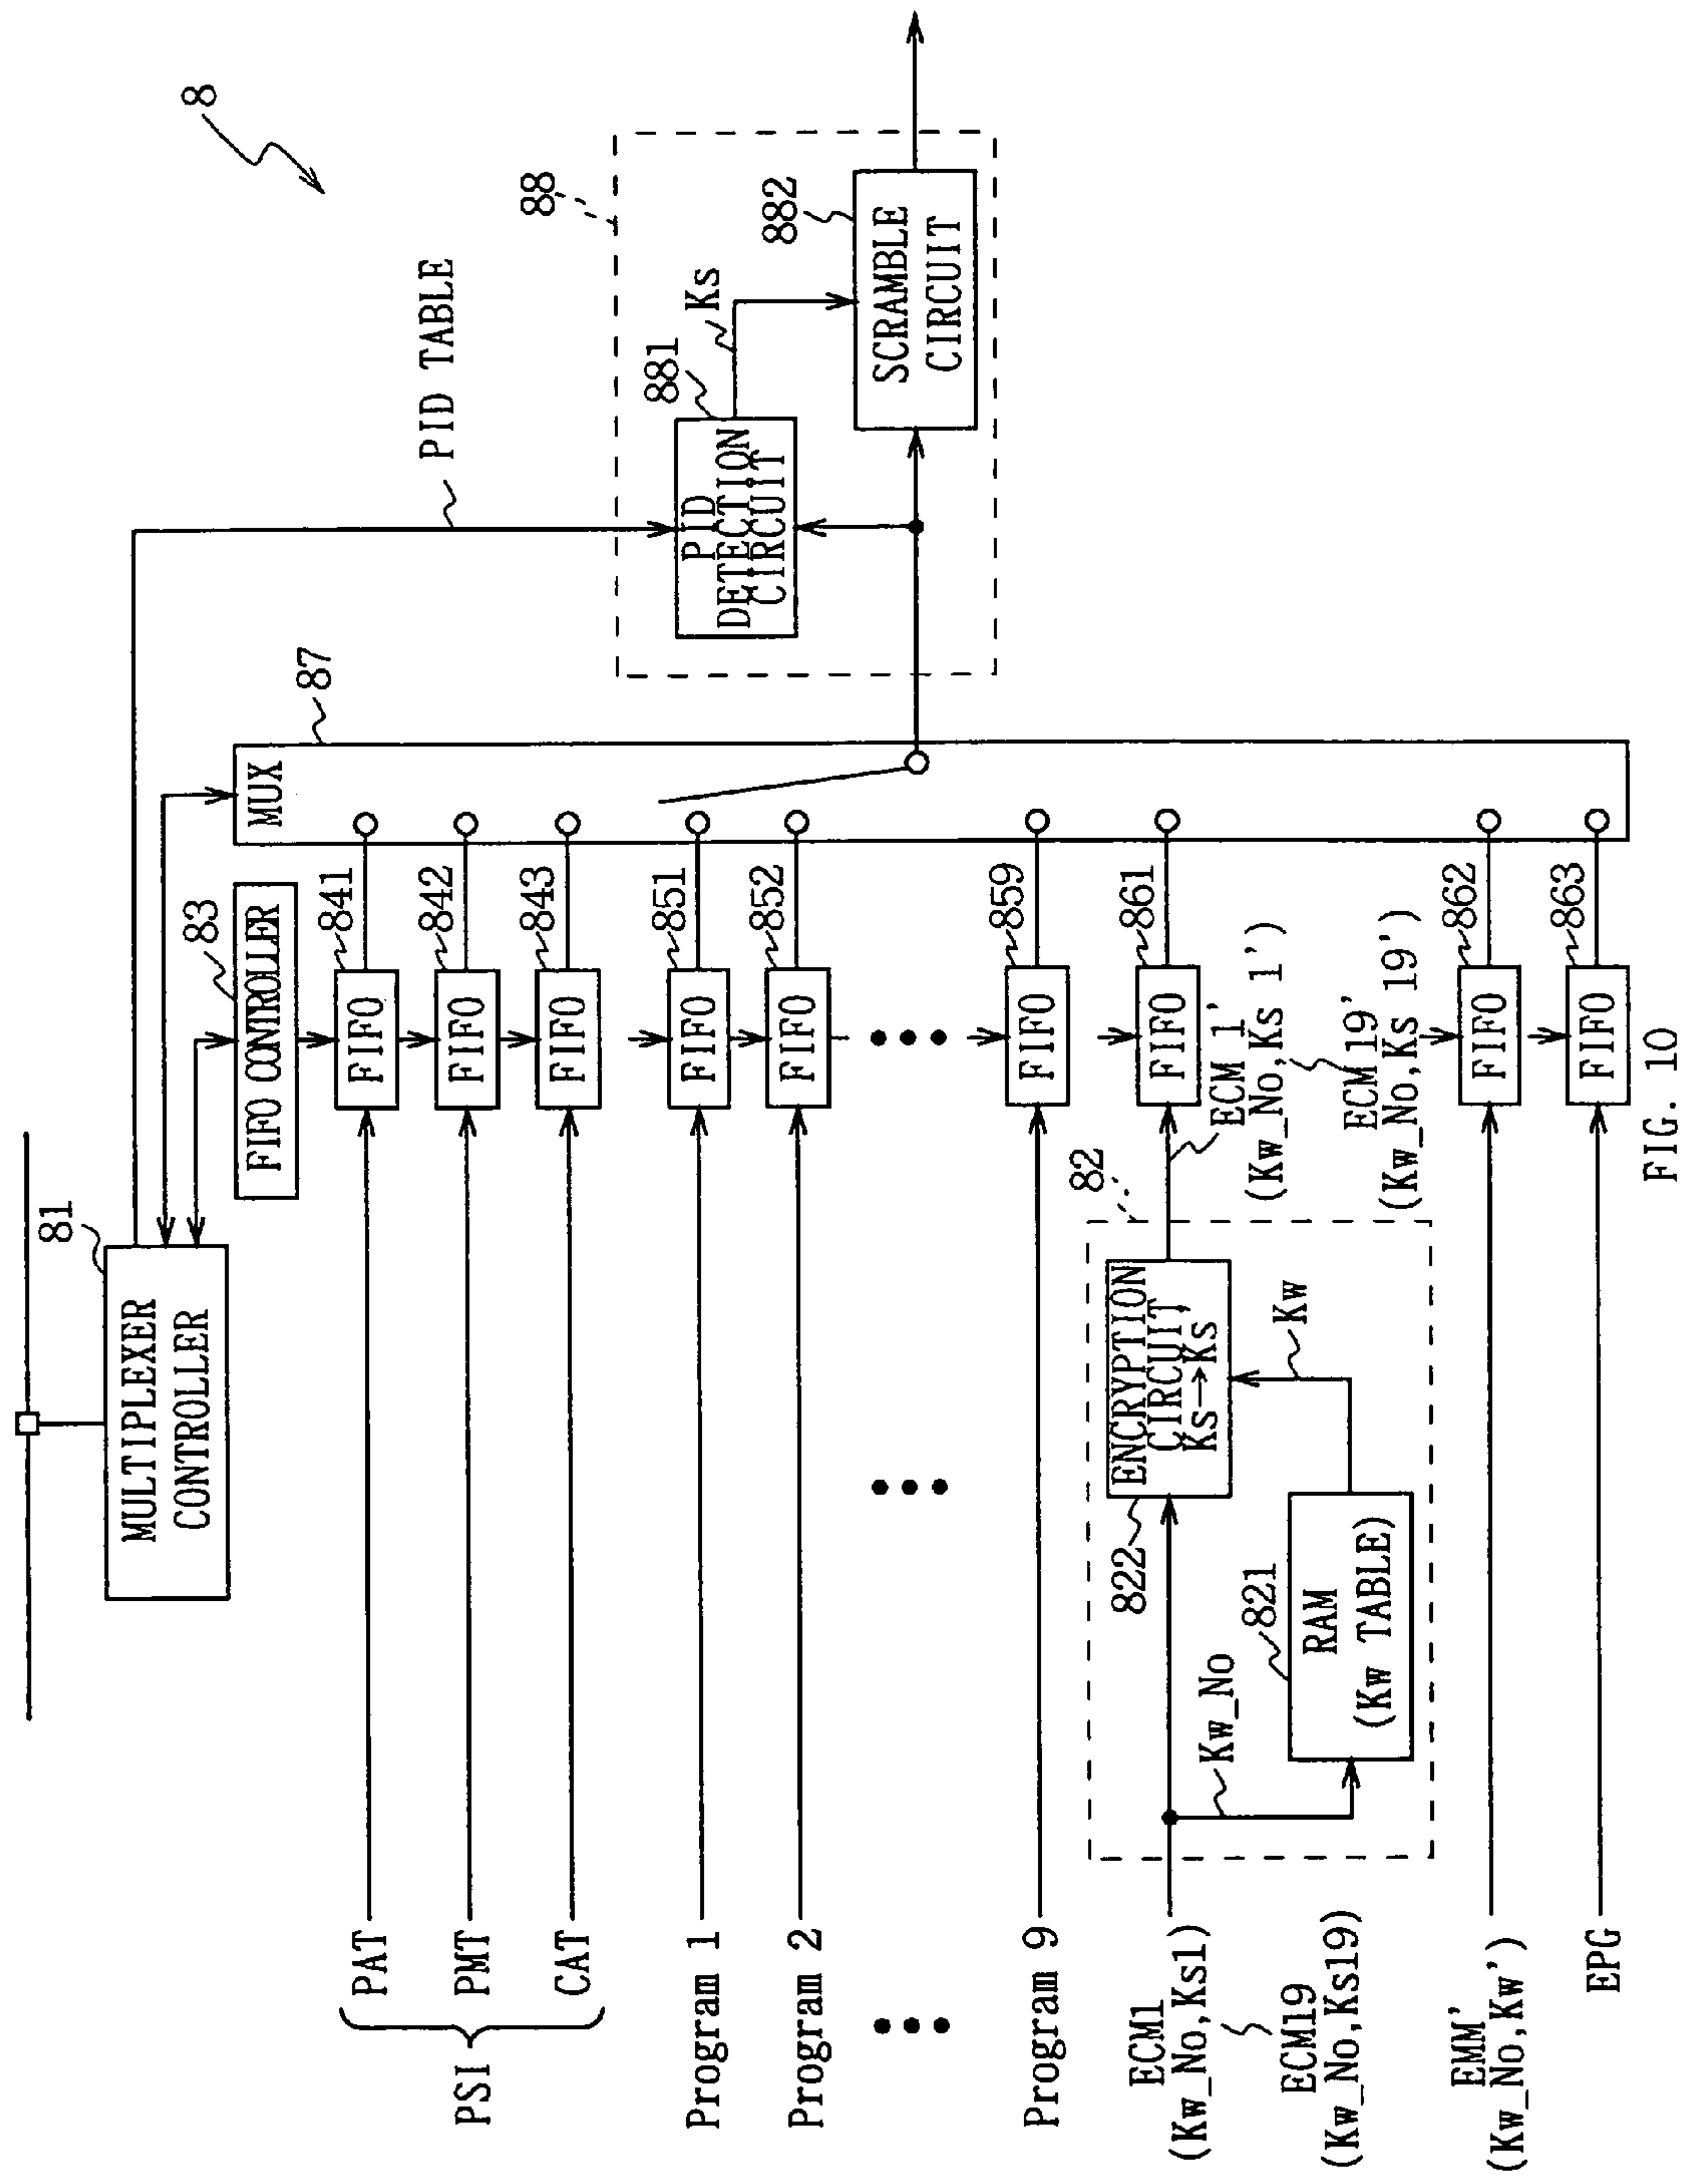 8
81
MULTIPLEXER
CONTROLLER
PID TABLE
83
FIFO CONTROLLER
MUX
87
88
PSI
PAT
FIFO
841
PMT
FIFO
842
CAT
FIFO
843
Program 1
FIFO
851
Program 2
FIFO
852
Program 9
FIFO
859
P ID
DETECTION
CIRCUIT
881
Ks
SCRAMBLE
CIRCUIT
882
ECM1
(Kw_No,Ks1)
ECM19
(Kw_No,Ks19)
82
822
ENCRYPTION
CIRCUIT
Ks→Ks'
Kw
Kw_No
821
RAM
(Kw TABLE)
FIFO
861
ECM 1'
(Kw_No,Ks 1')
ECM 19'
(Kw_No,Ks 19')
EMM'
(Kw_No,Kw')
FIFO
862
EPG
FIFO
863
FIG. 10